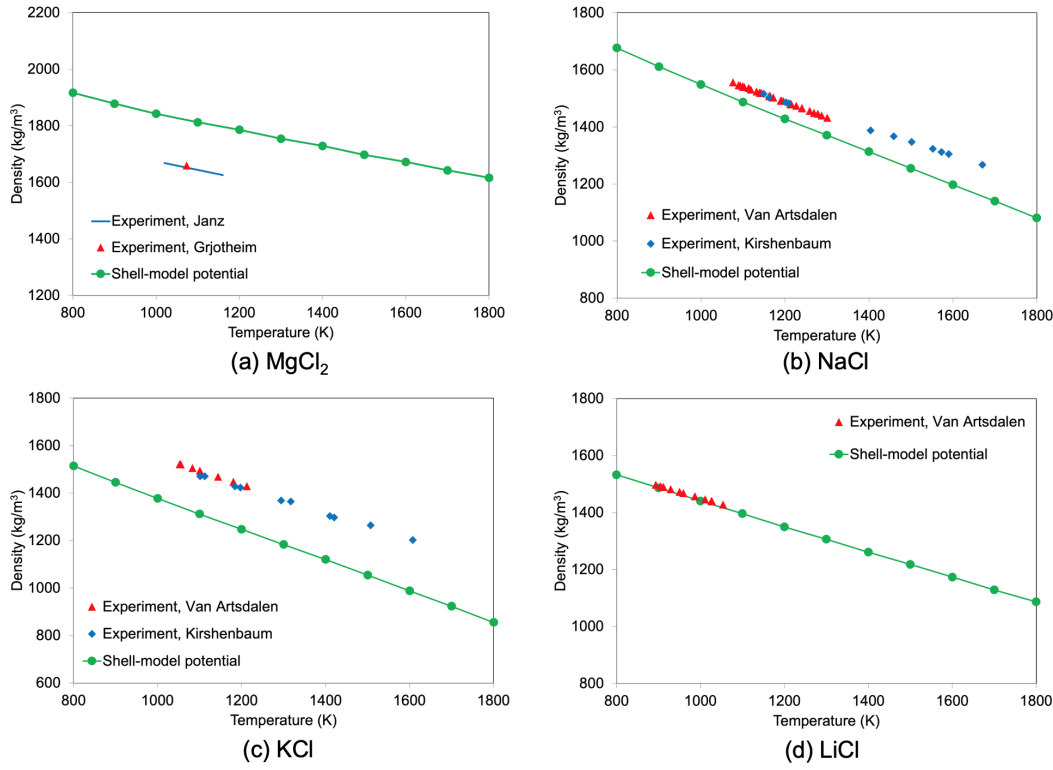 2200
2000
1800
1600
1400
1200
800 1000 1200 1400 1600 1800
Density (kg/m³)
Temperature (K)
Experiment, Janz
Experiment, Grjotheim
Shell-model potential
(a) MgCl₂
1800
1600
1400
1200
1000
800
800 1000 1200 1400 1600 1800
Density (kg/m³)
Temperature (K)
Experiment, Van Artsdalen
Experiment, Kirshenbaum
Shell-model potential
(b) NaCl
1800
1600
1400
1200
1000
800
600
800 1000 1200 1400 1600 1800
Density (kg/m³)
Temperature (K)
Experiment, Van Artsdalen
Experiment, Kirshenbaum
Shell-model potential
(c) KCl
1800
1600
1400
1200
1000
800
800 1000 1200 1400 1600 1800
Density (kg/m³)
Temperature (K)
Experiment, Van Artsdalen
Shell-model potential
(d) LiCl